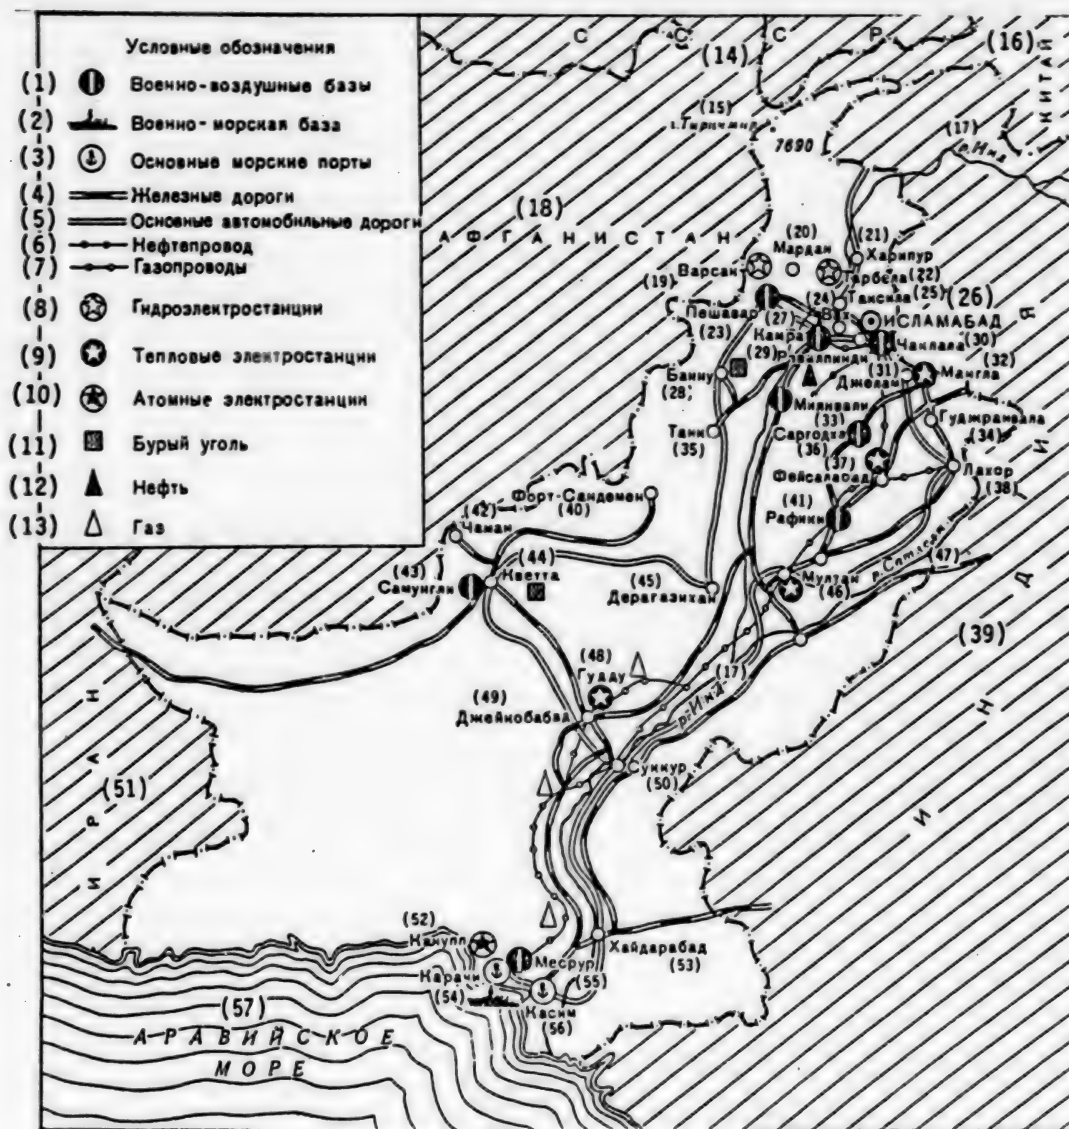 Условные обозначения
(1) Военно-воздушные базы
(2) Военно-морская база
(3) Основные морские порты
(4) Железные дороги
(5) Основные автомобильные дороги
(6) Нефтепровод
(7) Газопроводы
(8) Гидроэлектростанции
(9) Тепловые электростанции
(10) Атомные электростанции
(11) Бурый уголь
(12) Нефть
(13) Газ
С С С Р
(14)
(16)
КИТАЙ
(15)
г. Тиричмир
7690
(17)
р. Инд
(18)
АФГАНИСТАН
(20)
Мардан
(21)
Харипур
Варсак
(19)
Тарбела (22)
Таксила (25)
(24)
Вах
(26)
ИСЛАМАБАД
Пешавар
(23)
(27)
Камра
(29)
Чаклала
(30)
Равалпинди
(31)
Джелам
Мангла
(32)
Банну
(28)
Миянвали
(33)
Гуджранвала
(34)
Танк
(35)
Саргодха
(36)
(37)
Фейсалабад
Лахор
(38)
Форт-Сандемен
(40)
(41)
Рафики
(42)
Чаман
(44)
Кветта
(43)
Самунгли
(45)
Дерагазихан
Мултан
(46)
р. Сатледж
(47)
ИНДИЯ
(39)
(48)
Гудду
(17)
р. Инд
(49)
Джейкобабад
Суккур
(50)
ИРАН
(51)
(52)
Канупп
Карачи
(54)
Месрур
(55)
Хайдарабад
(53)
Касим
(56)
(57)
АРАВИЙСКОЕ
МОРЕ